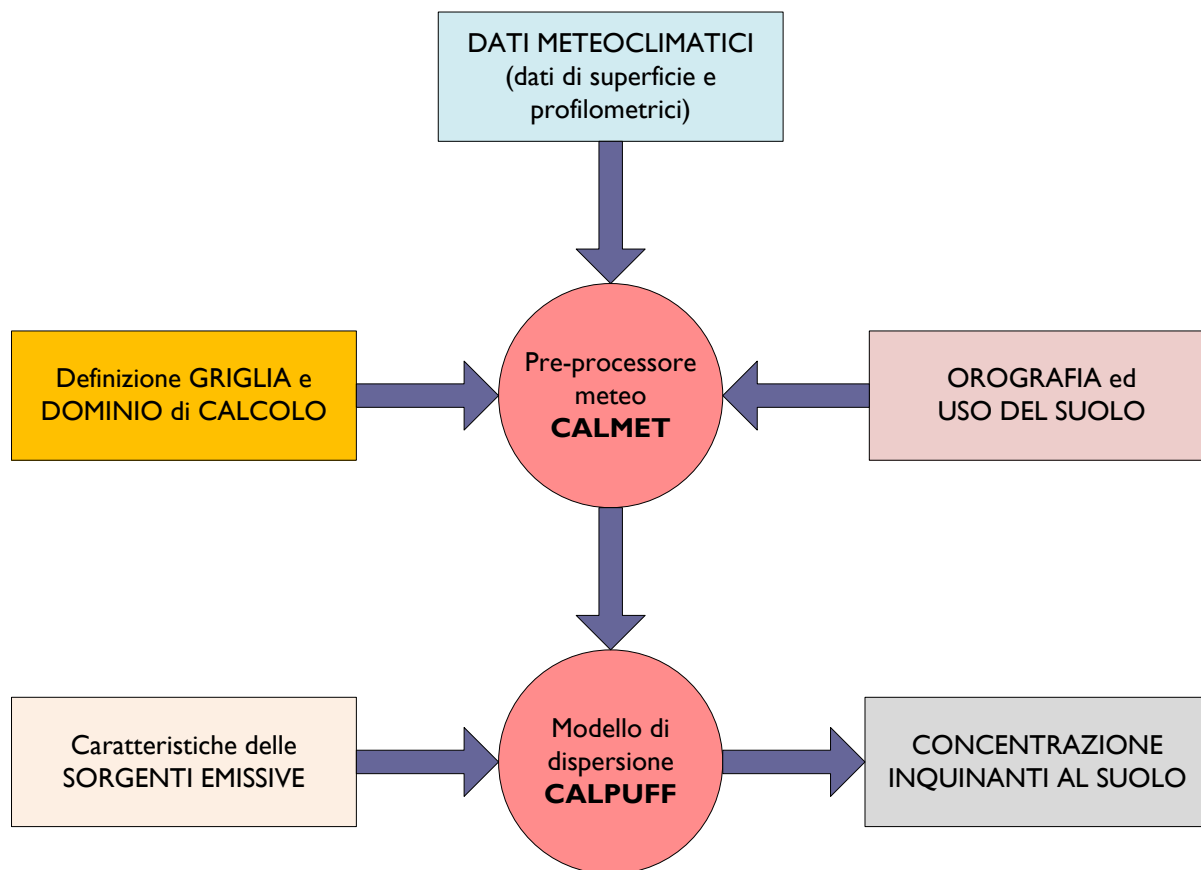 DATI METEOCLIMATICI
(dati di superficie e
profilometrici)
Definizione GRIGLIA e
DOMINIO di CALCOLO
Pre-processore
meteo
CALMET
OROGRAFIA ed
USO DEL SUOLO
Caratteristiche delle
SORGENTI EMISSIVE
Modello di
dispersione
CALPUFF
CONCENTRAZIONE
INQUINANTI AL SUOLO